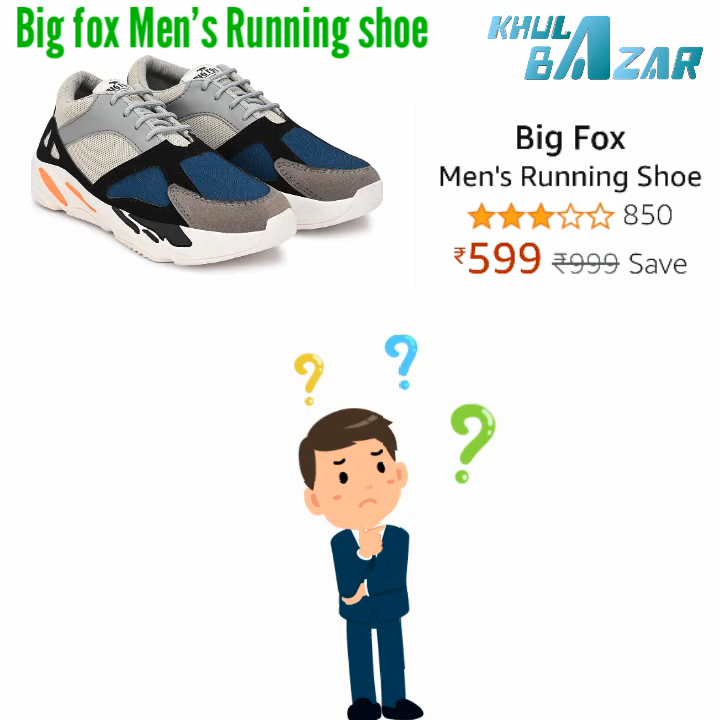 Big fox Men's Running shoe
KHUL
BAZAR
Big Fox
Men's Running Shoe
850
₹599 ₹999 Save